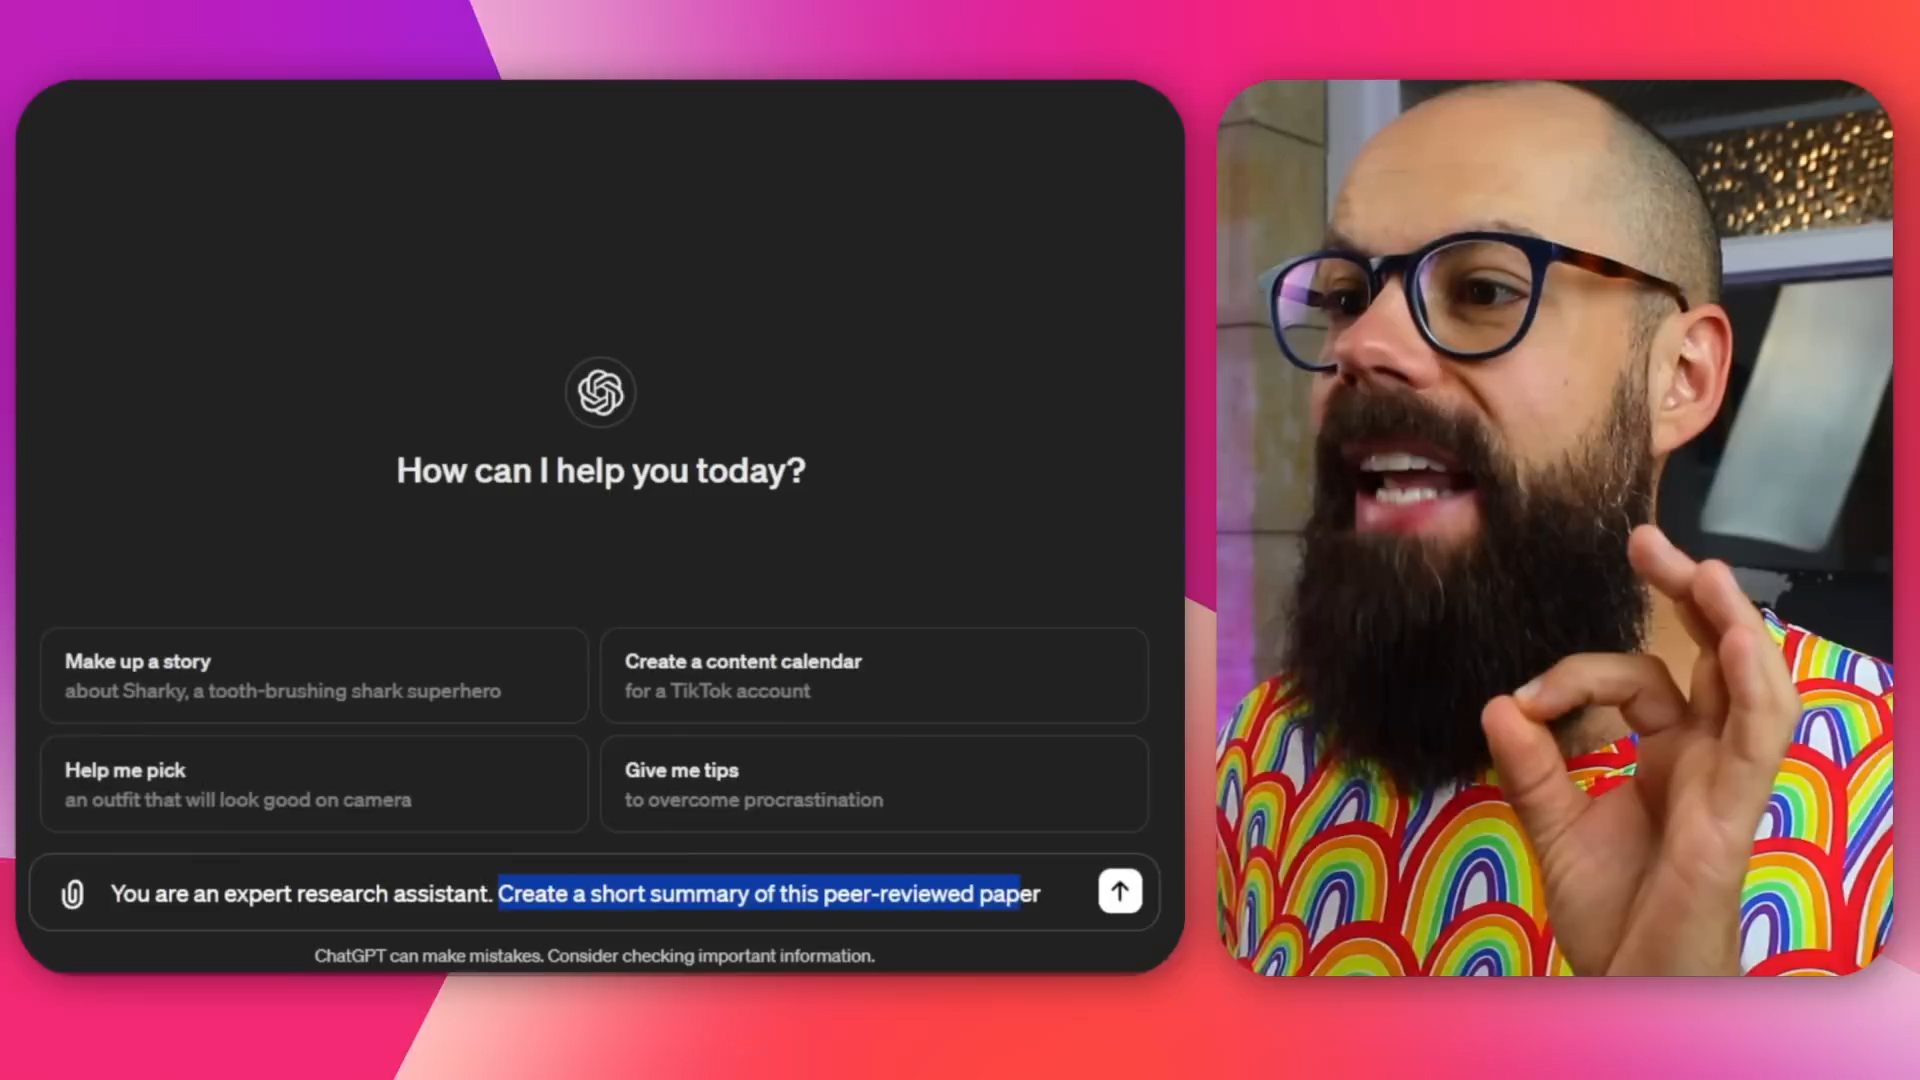 How can I help you today?
Make up a story
about Sharky, a tooth-brushing shark superhero
Create a content calendar
for a TikTok account
Help me pick
an outfit that will look good on camera
Give me tips
to overcome procrastination
You are an expert research assistant. Create a short summary of this peer-reviewed paper
ChatGPT can make mistakes. Consider checking important information.